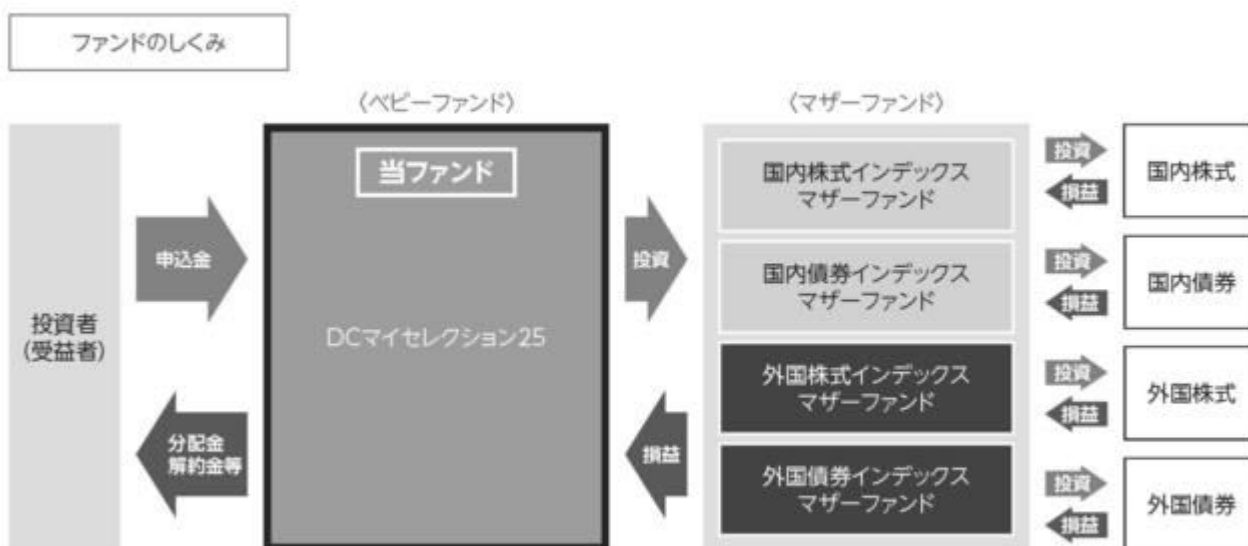 ファンドのしくみ
〈ベビーファンド〉
〈マザーファンド〉
投資者
(受益者)
申込金
分配金
解約金等
当ファンド
DCマイセレクション25
投資
損益
国内株式インデックス
マザーファンド
国内債券インデックス
マザーファンド
外国株式インデックス
マザーファンド
外国債券インデックス
マザーファンド
投資
損益
国内株式
投資
損益
国内債券
投資
損益
外国株式
投資
損益
外国債券